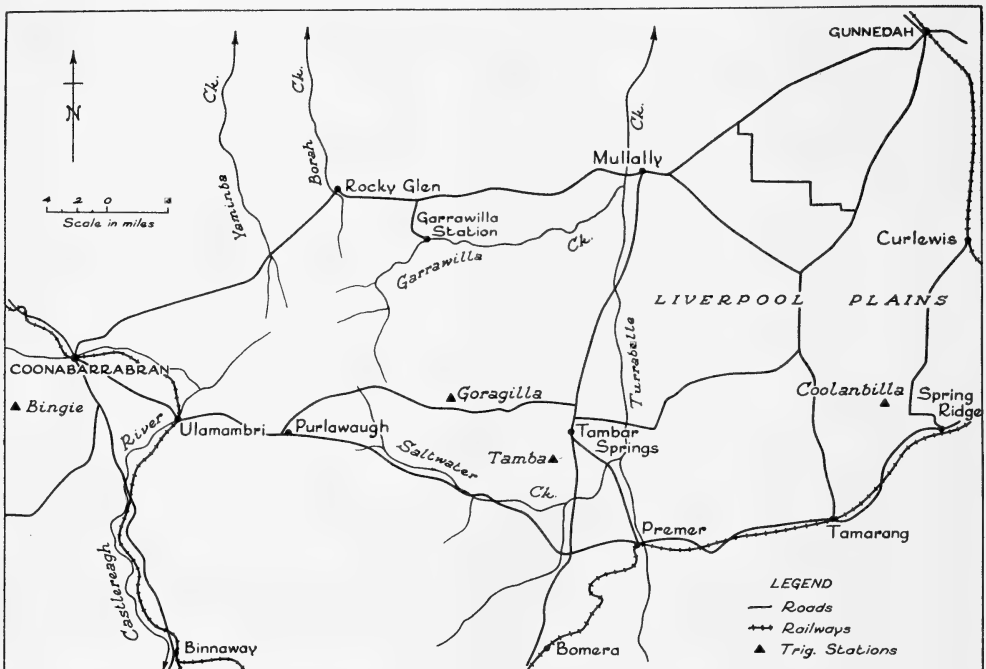 GUNNEDAH
N
Ck.
Ck.
Ck.
Yaminba
Borah
Mullally
Rocky Glen
4 2 0 8
Scale in miles
Garrawilla
Station
Ck.
Garrawilla
Curlewis
LIVERPOOL PLAINS
Turrabelle
COONABARRABRAN
Bingie
Goragilla
Coolanbilla
Spring
Ridge
River
Ulamambri
Purlawaugh
Tambar
Springs
Saltwater
Tamba
Ck.
Premer
Tamarang
Castlereagh
LEGEND
Roads
Railways
Trig. Stations
Binnaway
Bomera